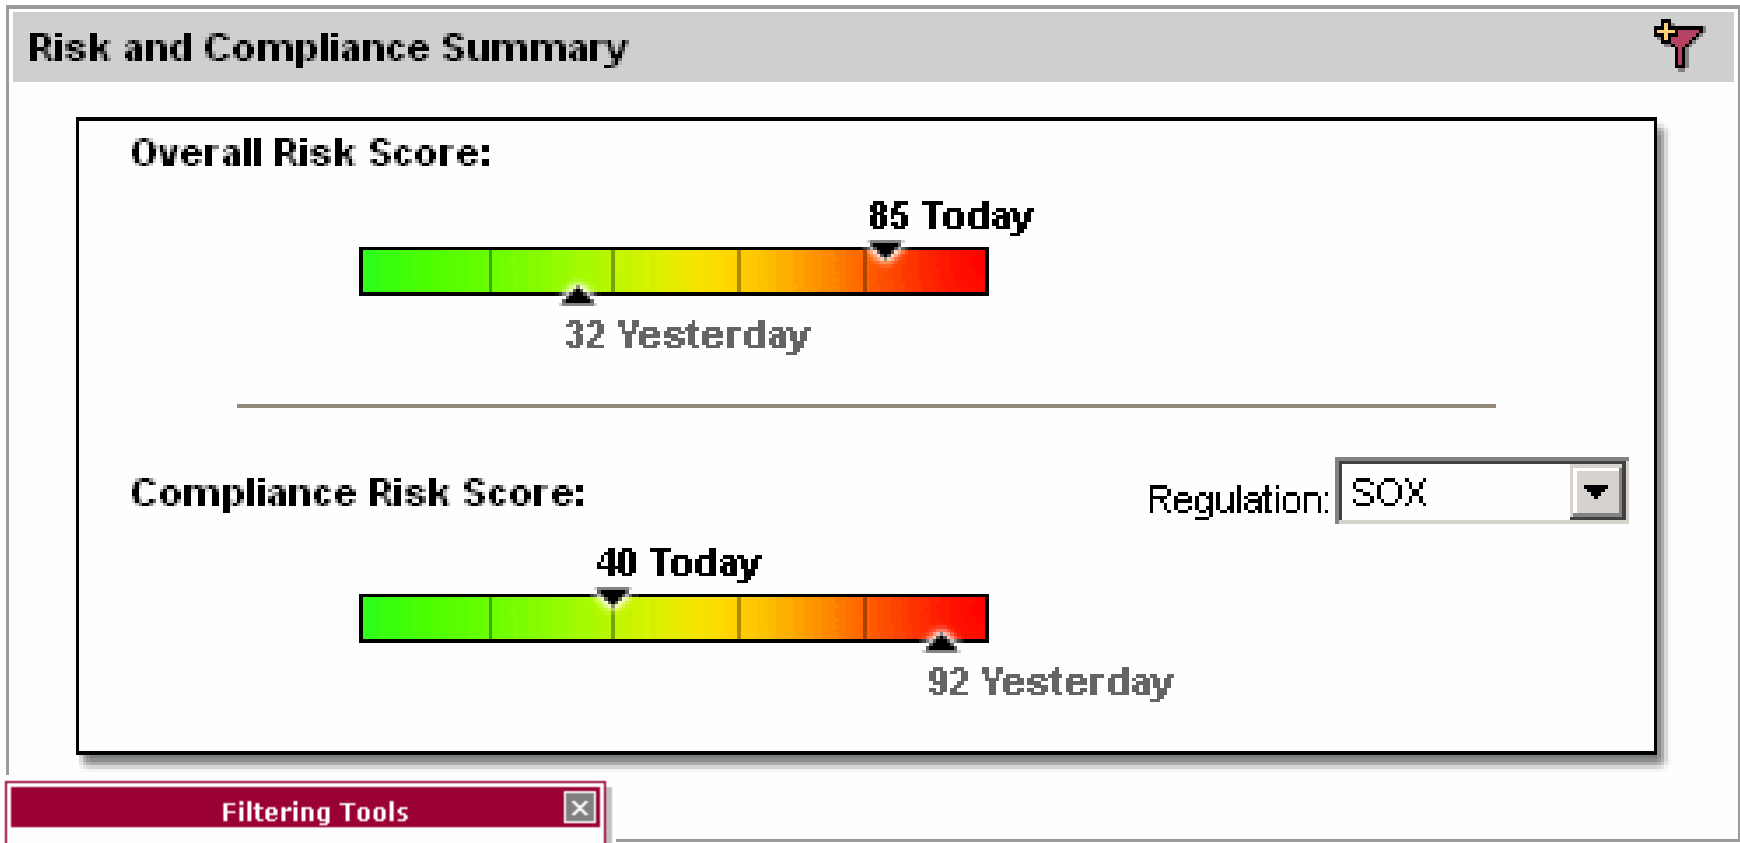 Risk and Compliance Summary
Overall Risk Score:
85 Today
32 Yesterday
Compliance Risk Score:
Regulation: SOX
40 Today
92 Yesterday
Filtering Tools